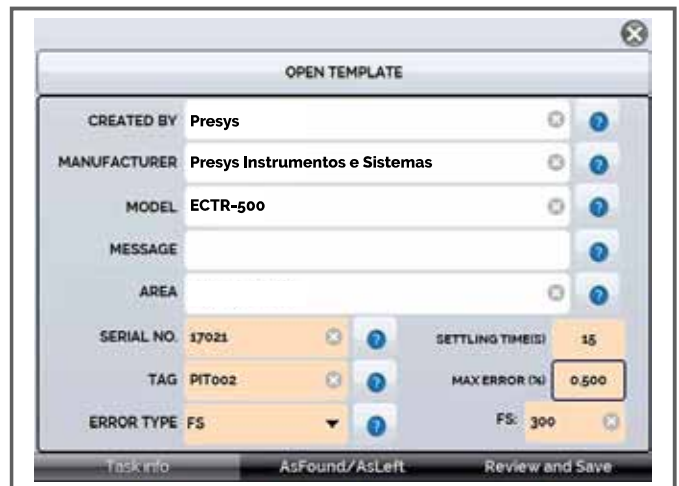 OPEN TEMPLATE
CREATED BY Presys
MANUFACTURER Presys Instrumentos e Sistemas
MODEL ECTR-500
MESSAGE
AREA
SERIAL NO. 17021 SETTLING TIME(S) 15
TAG PIT002 MAX ERROR (%) 0.500
ERROR TYPE FS FS: 300
Task info AsFound/AsLeft Review and Save